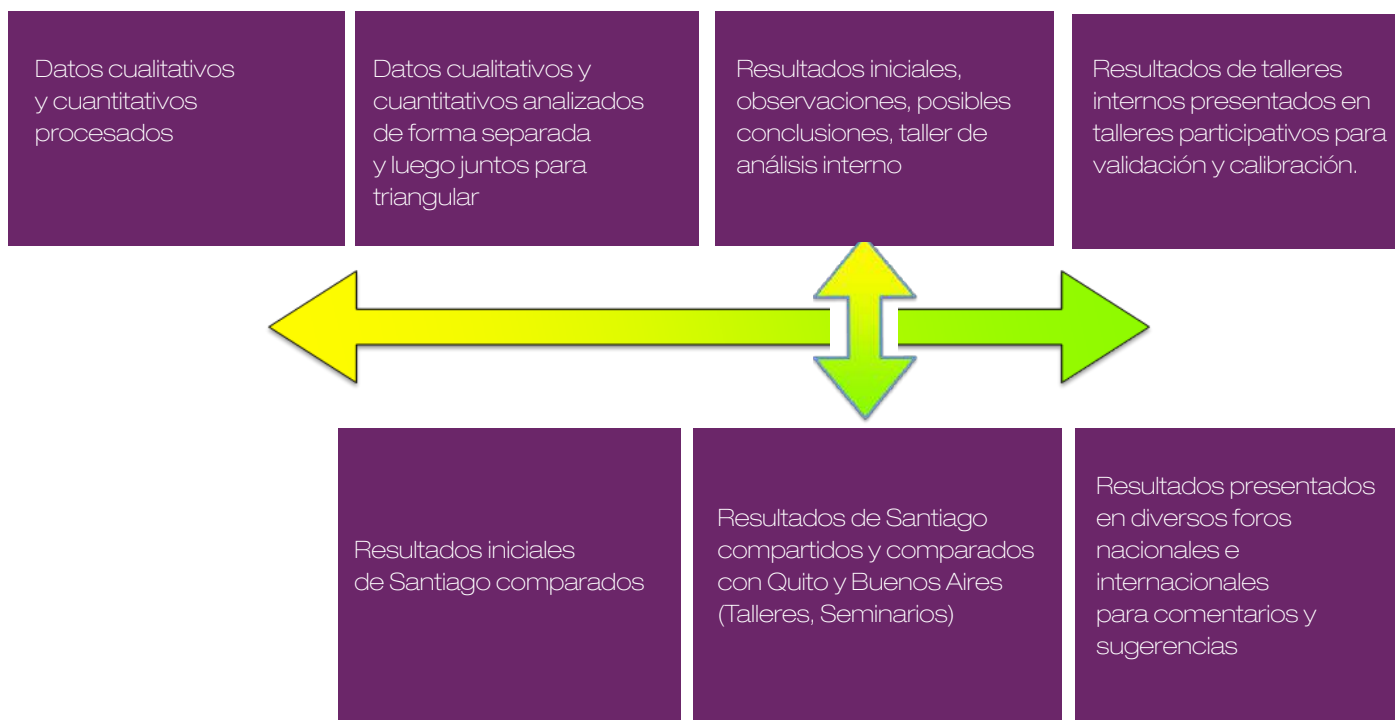 Datos cualitativos
y cuantitativos
procesados
Datos cualitativos y
cuantitativos analizados
de forma separada
y luego juntos para
triangular
Resultados iniciales,
observaciones, posibles
conclusiones, taller de
análisis interno
Resultados de talleres
internos presentados en
talleres participativos para
validación y calibración.
Resultados iniciales
de Santiago comparados
Resultados de Santiago
compartidos y comparados
con Quito y Buenos Aires
(Talleres, Seminarios)
Resultados presentados
en diversos foros
nacionales e
internacionales
para comentarios y
sugerencias